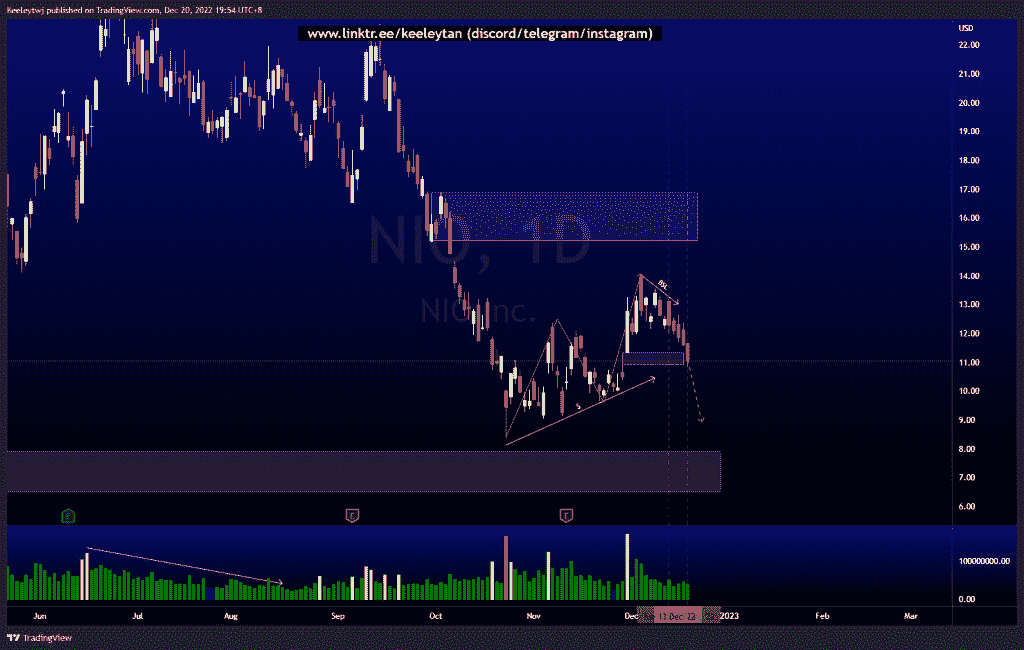 Keeleytwj published on TradingView.com, Dec 20, 2022 19:54 UTC+8
www.linktr.ee/keeleytan (discord/telegram/instagram)
USD
22.00
21.00
20.00
19.00
18.00
17.00
16.00
15.00
14.00
13.00
12.00
11.00
10.00
9.00
8.00
7.00
6.00
NIO, 1D
NIO Inc.
BSL
$
E
E
E
100000000.00
0.00
Jun Jul Aug Sep Oct Nov Dec 13 Dec '22 2023 Feb Mar
TradingView